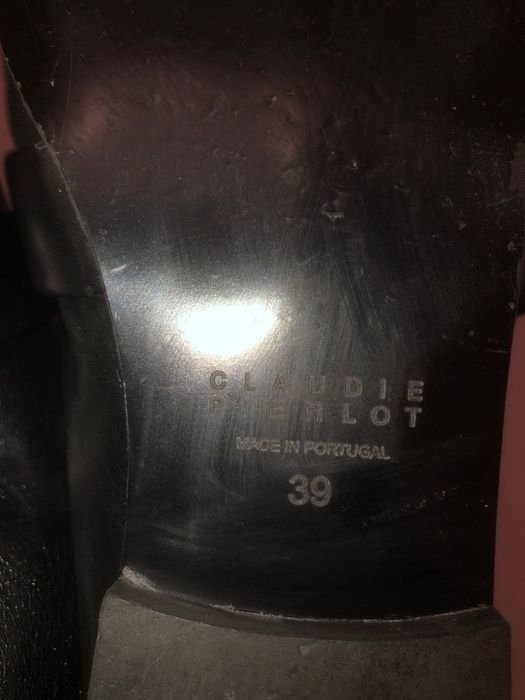 CLAUDIE
PIERLOT
MADE IN PORTUGAL
39